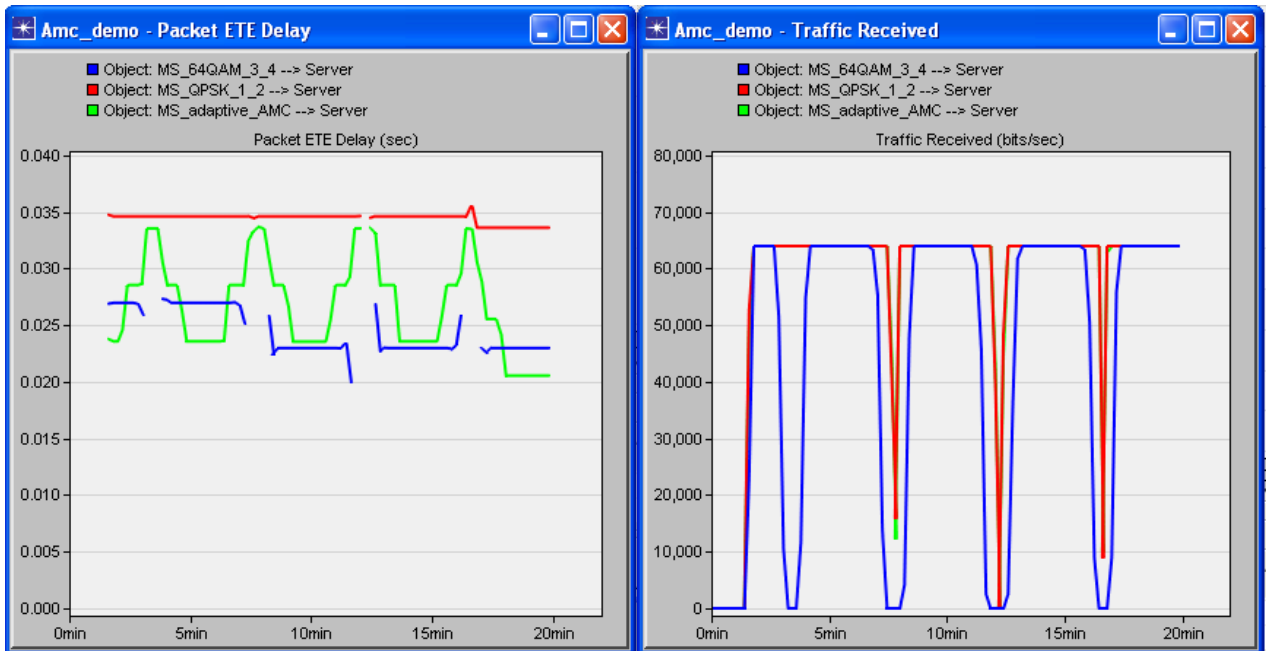 Amc_demo - Packet ETE Delay
Object: MS_64QAM_3_4 --> Server
Object: MS_QPSK_1_2 --> Server
Object: MS_adaptive_AMC --> Server
Packet ETE Delay (sec)
0.040
0.035
0.030
0.025
0.020
0.015
0.010
0.005
0.000
0min 5min 10min 15min 20min
Amc_demo - Traffic Received
Object: MS_64QAM_3_4 --> Server
Object: MS_QPSK_1_2 --> Server
Object: MS_adaptive_AMC --> Server
Traffic Received (bits/sec)
80,000
70,000
60,000
50,000
40,000
30,000
20,000
10,000
0
0min 5min 10min 15min 20min